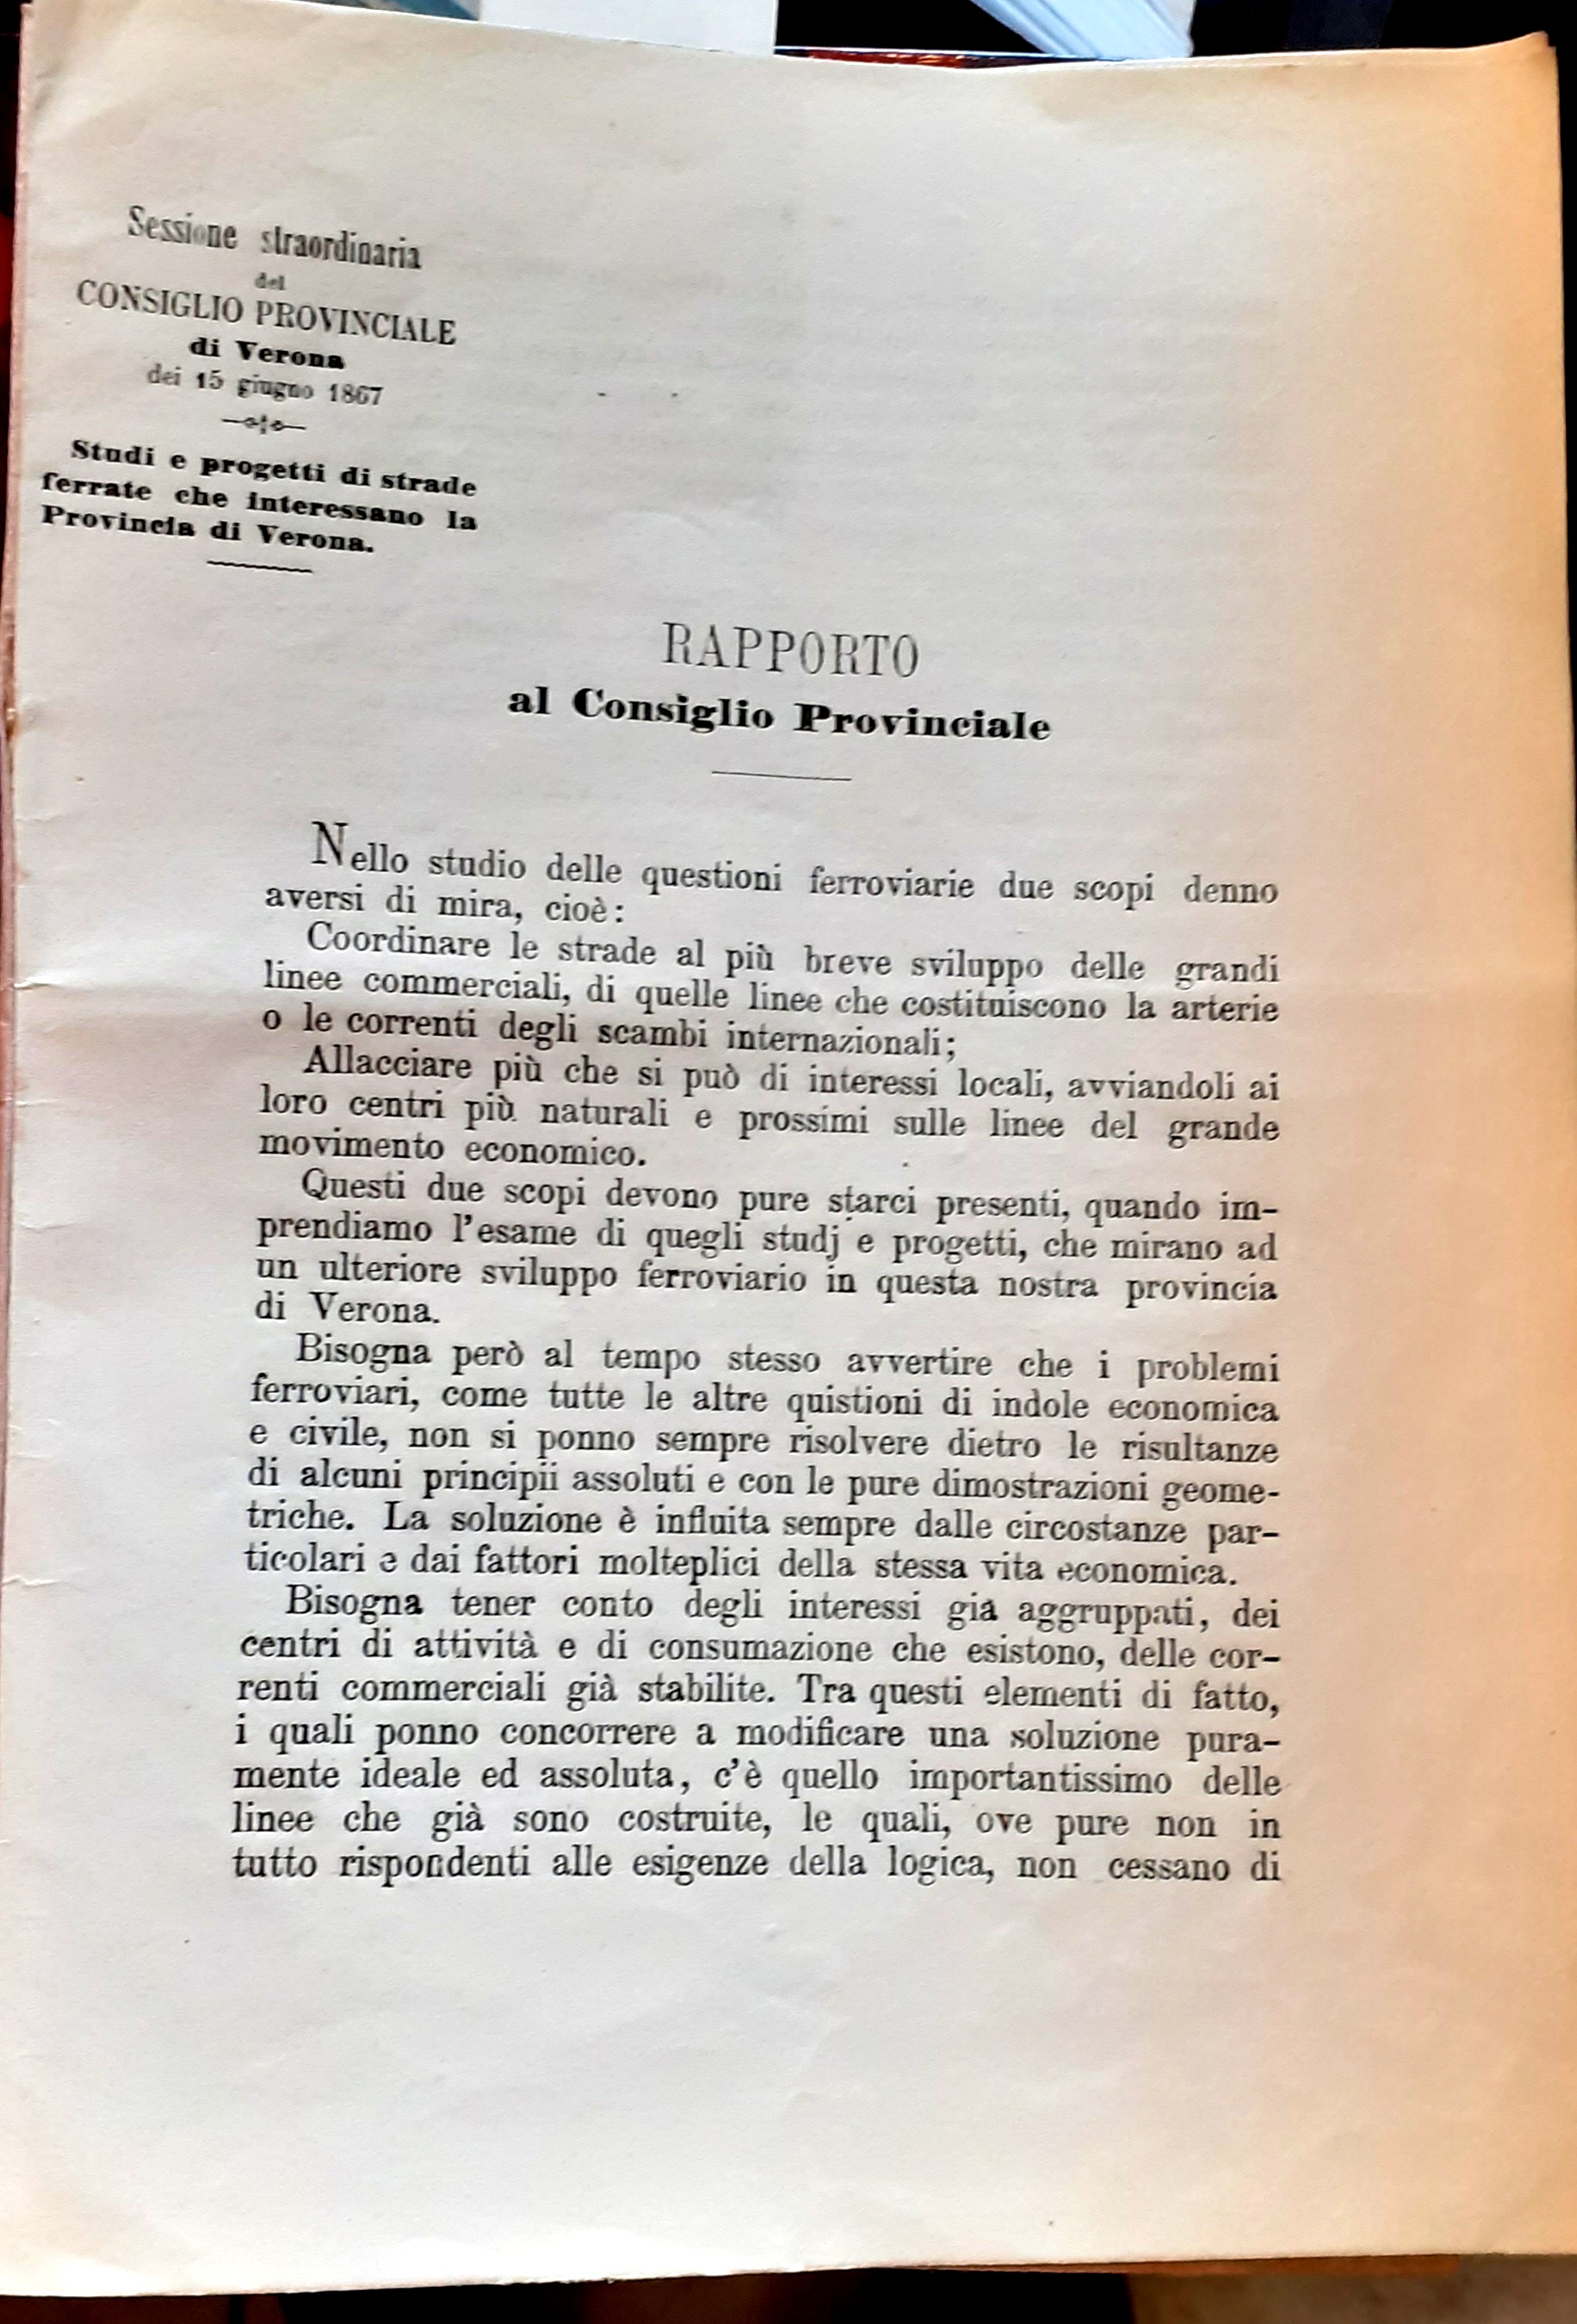 Sessione straordinaria
del
CONSIGLIO PROVINCIALE
di Verona
dei 15 giugno 1867
Studi e progetti di strade
ferrate che interessano la
Provincia di Verona.
RAPPORTO
al Consiglio Provinciale
Nello studio delle questioni ferroviarie due scopi denno
aversi di mira, cioè:
Coordinare le strade al più breve sviluppo delle grandi
linee commerciali, di quelle linee che costituiscono la arterie
o le correnti degli scambi internazionali;
Allacciare più che si può di interessi locali, avviandoli ai
loro centri più naturali e prossimi sulle linee del grande
movimento economico.
Questi due scopi devono pure starci presenti, quando im-
prendiamo l'esame di quegli studj e progetti, che mirano ad
un ulteriore sviluppo ferroviario in questa nostra provincia
di Verona.
Bisogna però al tempo stesso avvertire che i problemi
ferroviari, come tutte le altre quistioni di indole economica
e civile, non si ponno sempre risolvere dietro le risultanze
di alcuni principii assoluti e con le pure dimostrazioni geome-
triche. La soluzione è influita sempre dalle circostanze par-
ticolari e dai fattori molteplici della stessa vita economica.
Bisogna tener conto degli interessi già aggruppati, dei
centri di attività e di consumazione che esistono, delle cor-
renti commerciali già stabilite. Tra questi elementi di fatto,
i quali ponno concorrere a modificare una soluzione pura-
mente ideale ed assoluta, c'è quello importantissimo delle
linee che già sono costruite, le quali, ove pure non in
tutto rispondenti alle esigenze della logica, non cessano di